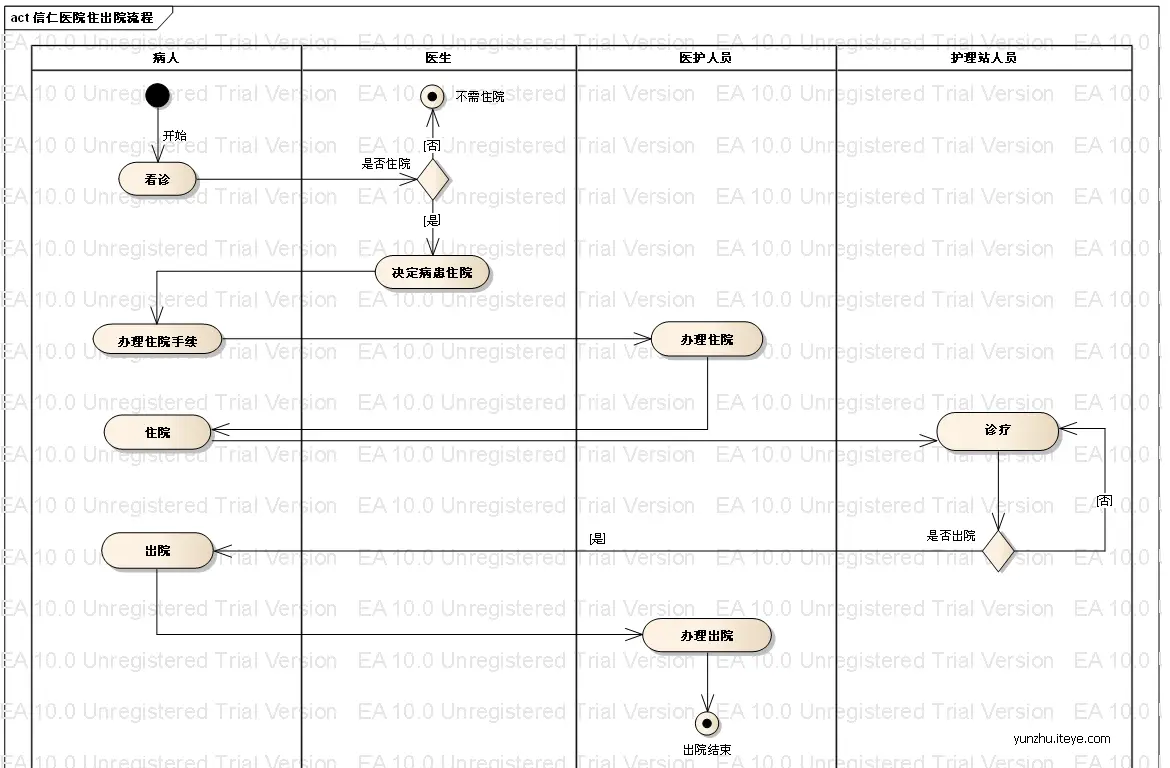 act 信仁医院住出院流程
病人
医生
医护人员
护理站人员
不需住院
开始
[否]
是否住院
看诊
[是]
决定病患住院
办理住院手续
办理住院
住院
诊疗
[否]
是否出院
[是]
出院
办理出院
出院结束
yunzhu.iteye.com
EA 10.0 Unregistered Trial Version